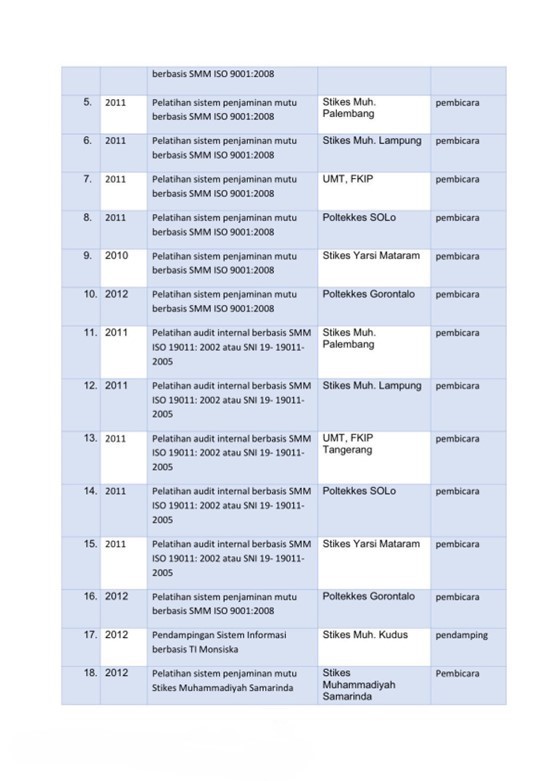 berbasis SMM ISO 9001:2008
5. 2011 Pelatihan sistem penjaminan mutu Stikes Muh. pembicara
berbasis SMM ISO 9001:2008 Palembang
6. 2011 Pelatihan sistem penjaminan mutu Stikes Muh. Lampung pembicara
berbasis SMM ISO 9001:2008
7. 2011 Pelatihan sistem penjaminan mutu UMT, FKIP pembicara
berbasis SMM ISO 9001:2008
8. 2011 Pelatihan sistem penjaminan mutu Poltekkes SOLo pembicara
berbasis SMM ISO 9001:2008
9. 2010 Pelatihan sistem penjaminan mutu Stikes Yarsi Mataram pembicara
berbasis SMM ISO 9001:2008
10. 2012 Pelatihan sistem penjaminan mutu Poltekkes Gorontalo pembicara
berbasis SMM ISO 9001:2008
11. 2011 Pelatihan audit internal berbasis SMM Stikes Muh. pembicara
ISO 19011: 2002 atau SNI 19- 19011- Palembang
2005
12. 2011 Pelatihan audit internal berbasis SMM Stikes Muh. Lampung pembicara
ISO 19011: 2002 atau SNI 19- 19011-
2005
13. 2011 Pelatihan audit internal berbasis SMM UMT, FKIP pembicara
ISO 19011: 2002 atau SNI 19- 19011- Tangerang
2005
14. 2011 Pelatihan audit internal berbasis SMM Poltekkes SOLo pembicara
ISO 19011: 2002 atau SNI 19- 19011-
2005
15. 2011 Pelatihan audit internal berbasis SMM Stikes Yarsi Mataram pembicara
ISO 19011: 2002 atau SNI 19- 19011-
2005
16. 2012 Pelatihan sistem penjaminan mutu Poltekkes Gorontalo pembicara
berbasis SMM ISO 9001:2008
17. 2012 Pendampingan Sistem Informasi Stikes Muh. Kudus pendamping
berbasis TI Monsiska
18. 2012 Pelatihan sistem penjaminan mutu Stikes Pembicara
Stikes Muhammadiyah Samarinda Muhammadiyah
Samarinda